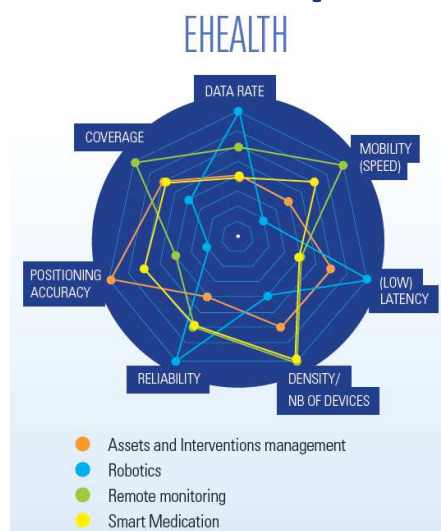 EHEALTH
DATA RATE
COVERAGE
MOBILITY
(SPEED)
POSITIONING
ACCURACY
(LOW)
LATENCY
RELIABILITY
DENSITY/
NB OF DEVICES
Assets and Interventions management
Robotics
Remote monitoring
Smart Medication